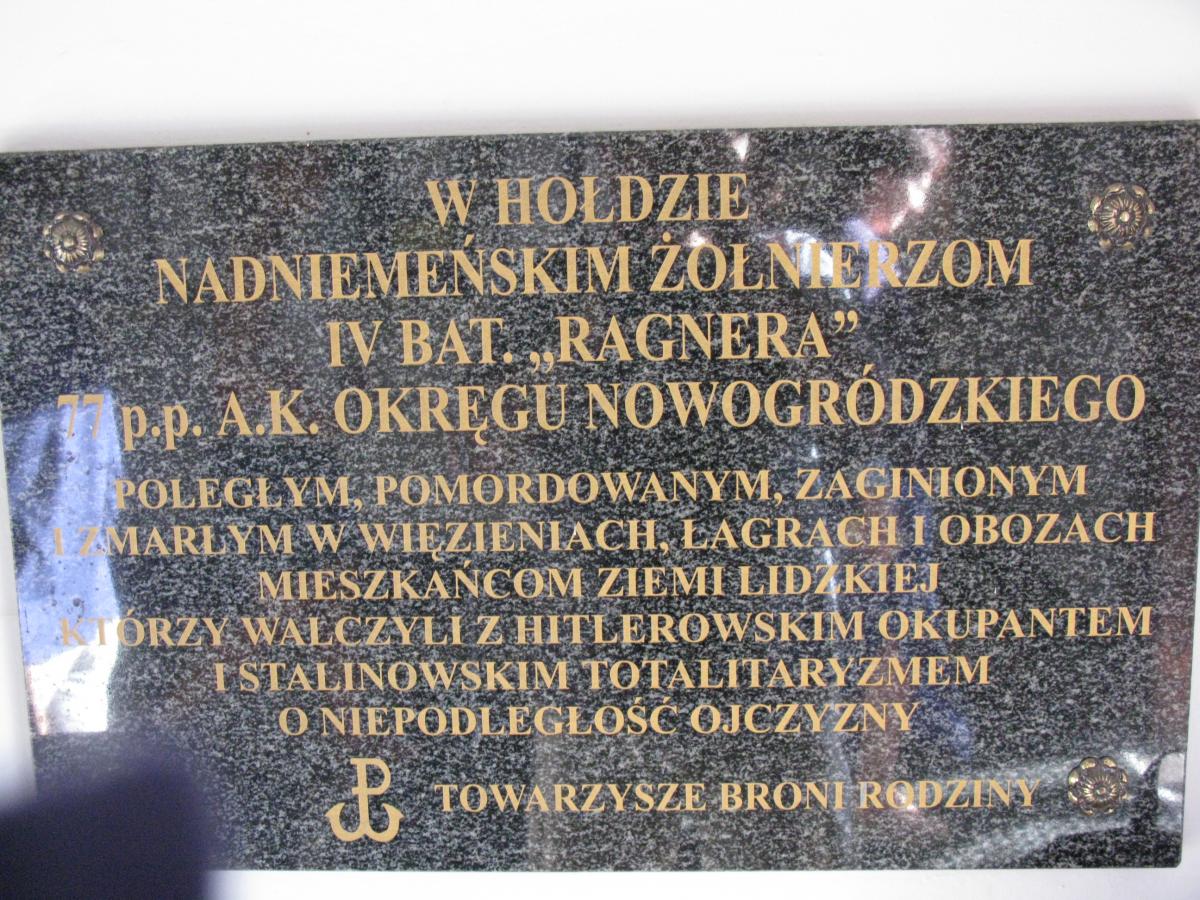 W HOŁDZIE
NADNIEMEŃSKIM ŻOŁNIERZOM
IV BAT. „RAGNERA”
77 p.p. A.K. OKRĘGU NOWOGRÓDZKIEGO
POLEGŁYM, POMORDOWANYM, ZAGINIONYM
I ZMARŁYM W WIĘZIENIACH, ŁAGRACH I OBOZACH
MIESZKAŃCOM ZIEMI LIDZKIEJ
KTÓRZY WALCZYLI Z HITLEROWSKIM OKUPANTEM
I STALINOWSKIM TOTALITARYZMEM
O NIEPODLEGŁOŚĆ OJCZYZNY
TOWARZYSZE BRONI RODZINY